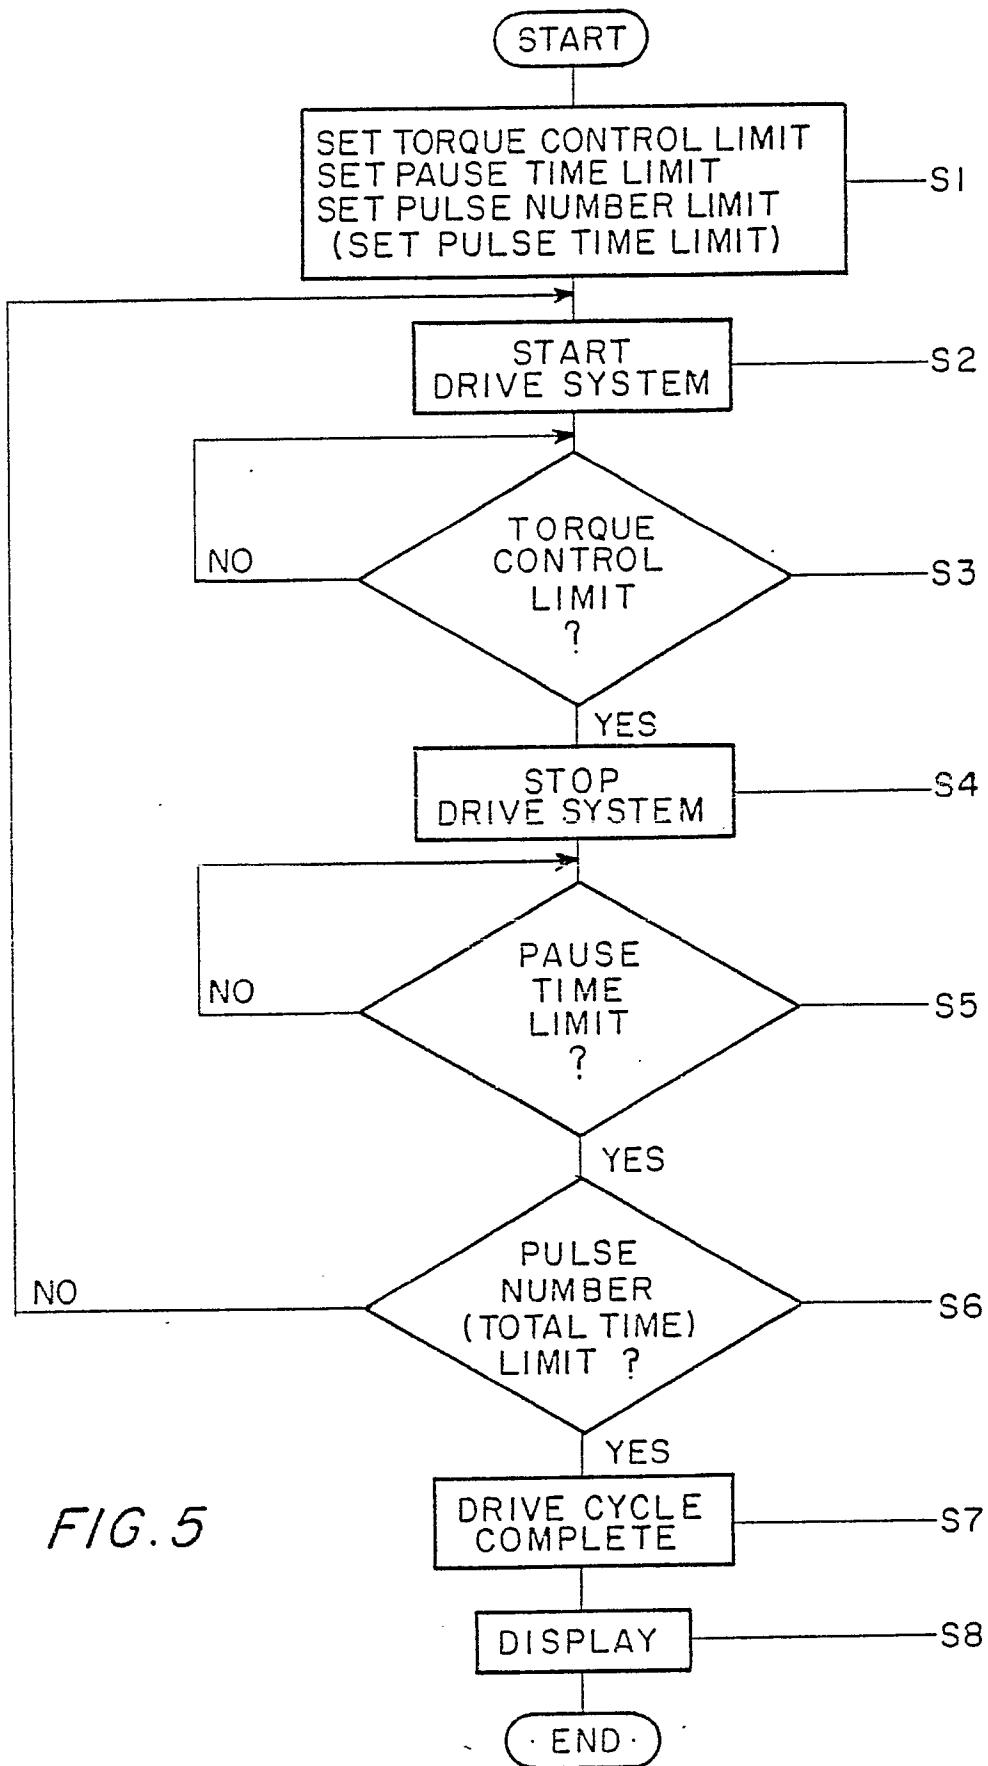 START
SET TORQUE CONTROL LIMIT
SET PAUSE TIME LIMIT
SET PULSE NUMBER LIMIT
(SET PULSE TIME LIMIT)
S1
START
DRIVE SYSTEM
S2
TORQUE
CONTROL
LIMIT
?
NO
S3
YES
STOP
DRIVE SYSTEM
S4
PAUSE
TIME
LIMIT
?
NO
S5
YES
PULSE
NUMBER
(TOTAL TIME)
LIMIT ?
NO
S6
YES
DRIVE CYCLE
COMPLETE
S7
FIG.5
DISPLAY
S8
END